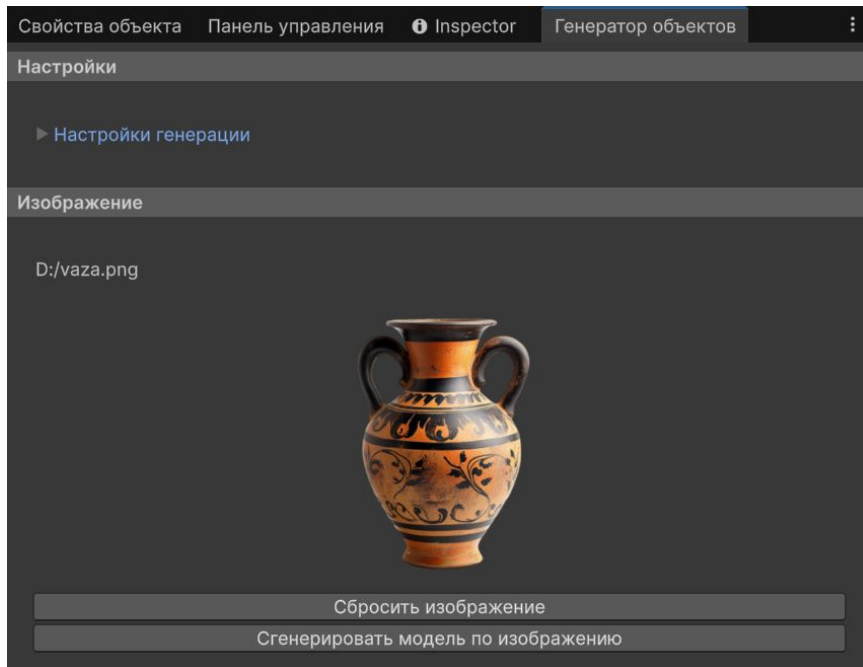 Свойства объекта Панель управления Inspector Генератор объектов
Настройки
Настройки генерации
Изображение
D:/vaza.png
Сбросить изображение
Сгенерировать модель по изображению